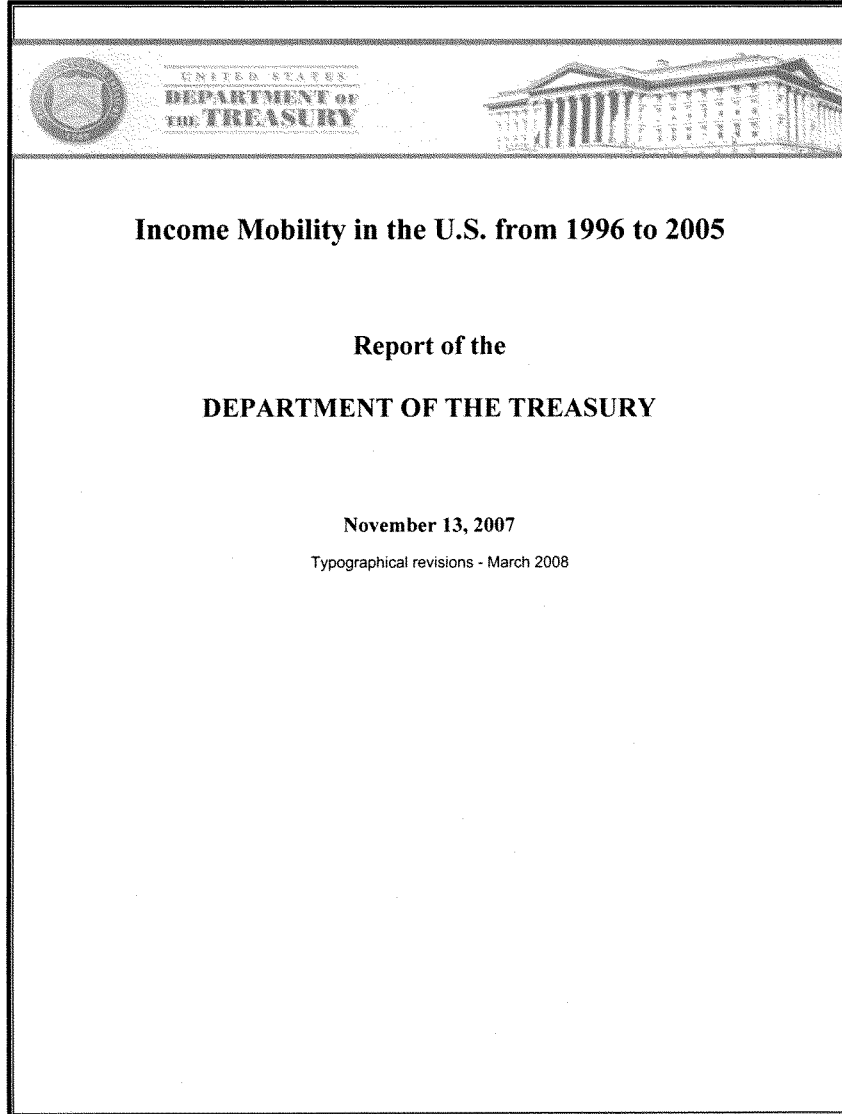 UNITED STATES
DEPARTMENT OF
THE TREASURY
Income Mobility in the U.S. from 1996 to 2005
Report of the
DEPARTMENT OF THE TREASURY
November 13, 2007
Typographical revisions - March 2008